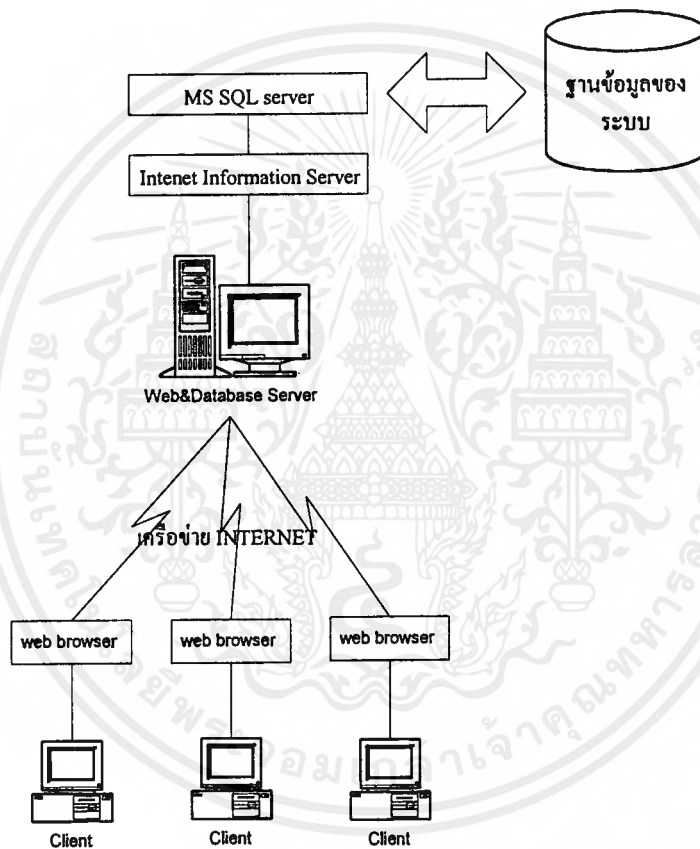 MS SQL server
ฐานข้อมูลของ
ระบบ
Intenet Information Server
Web&Database Server
เครือข่าย INTERNET
web browser
web browser
web browser
Client
Client
Client